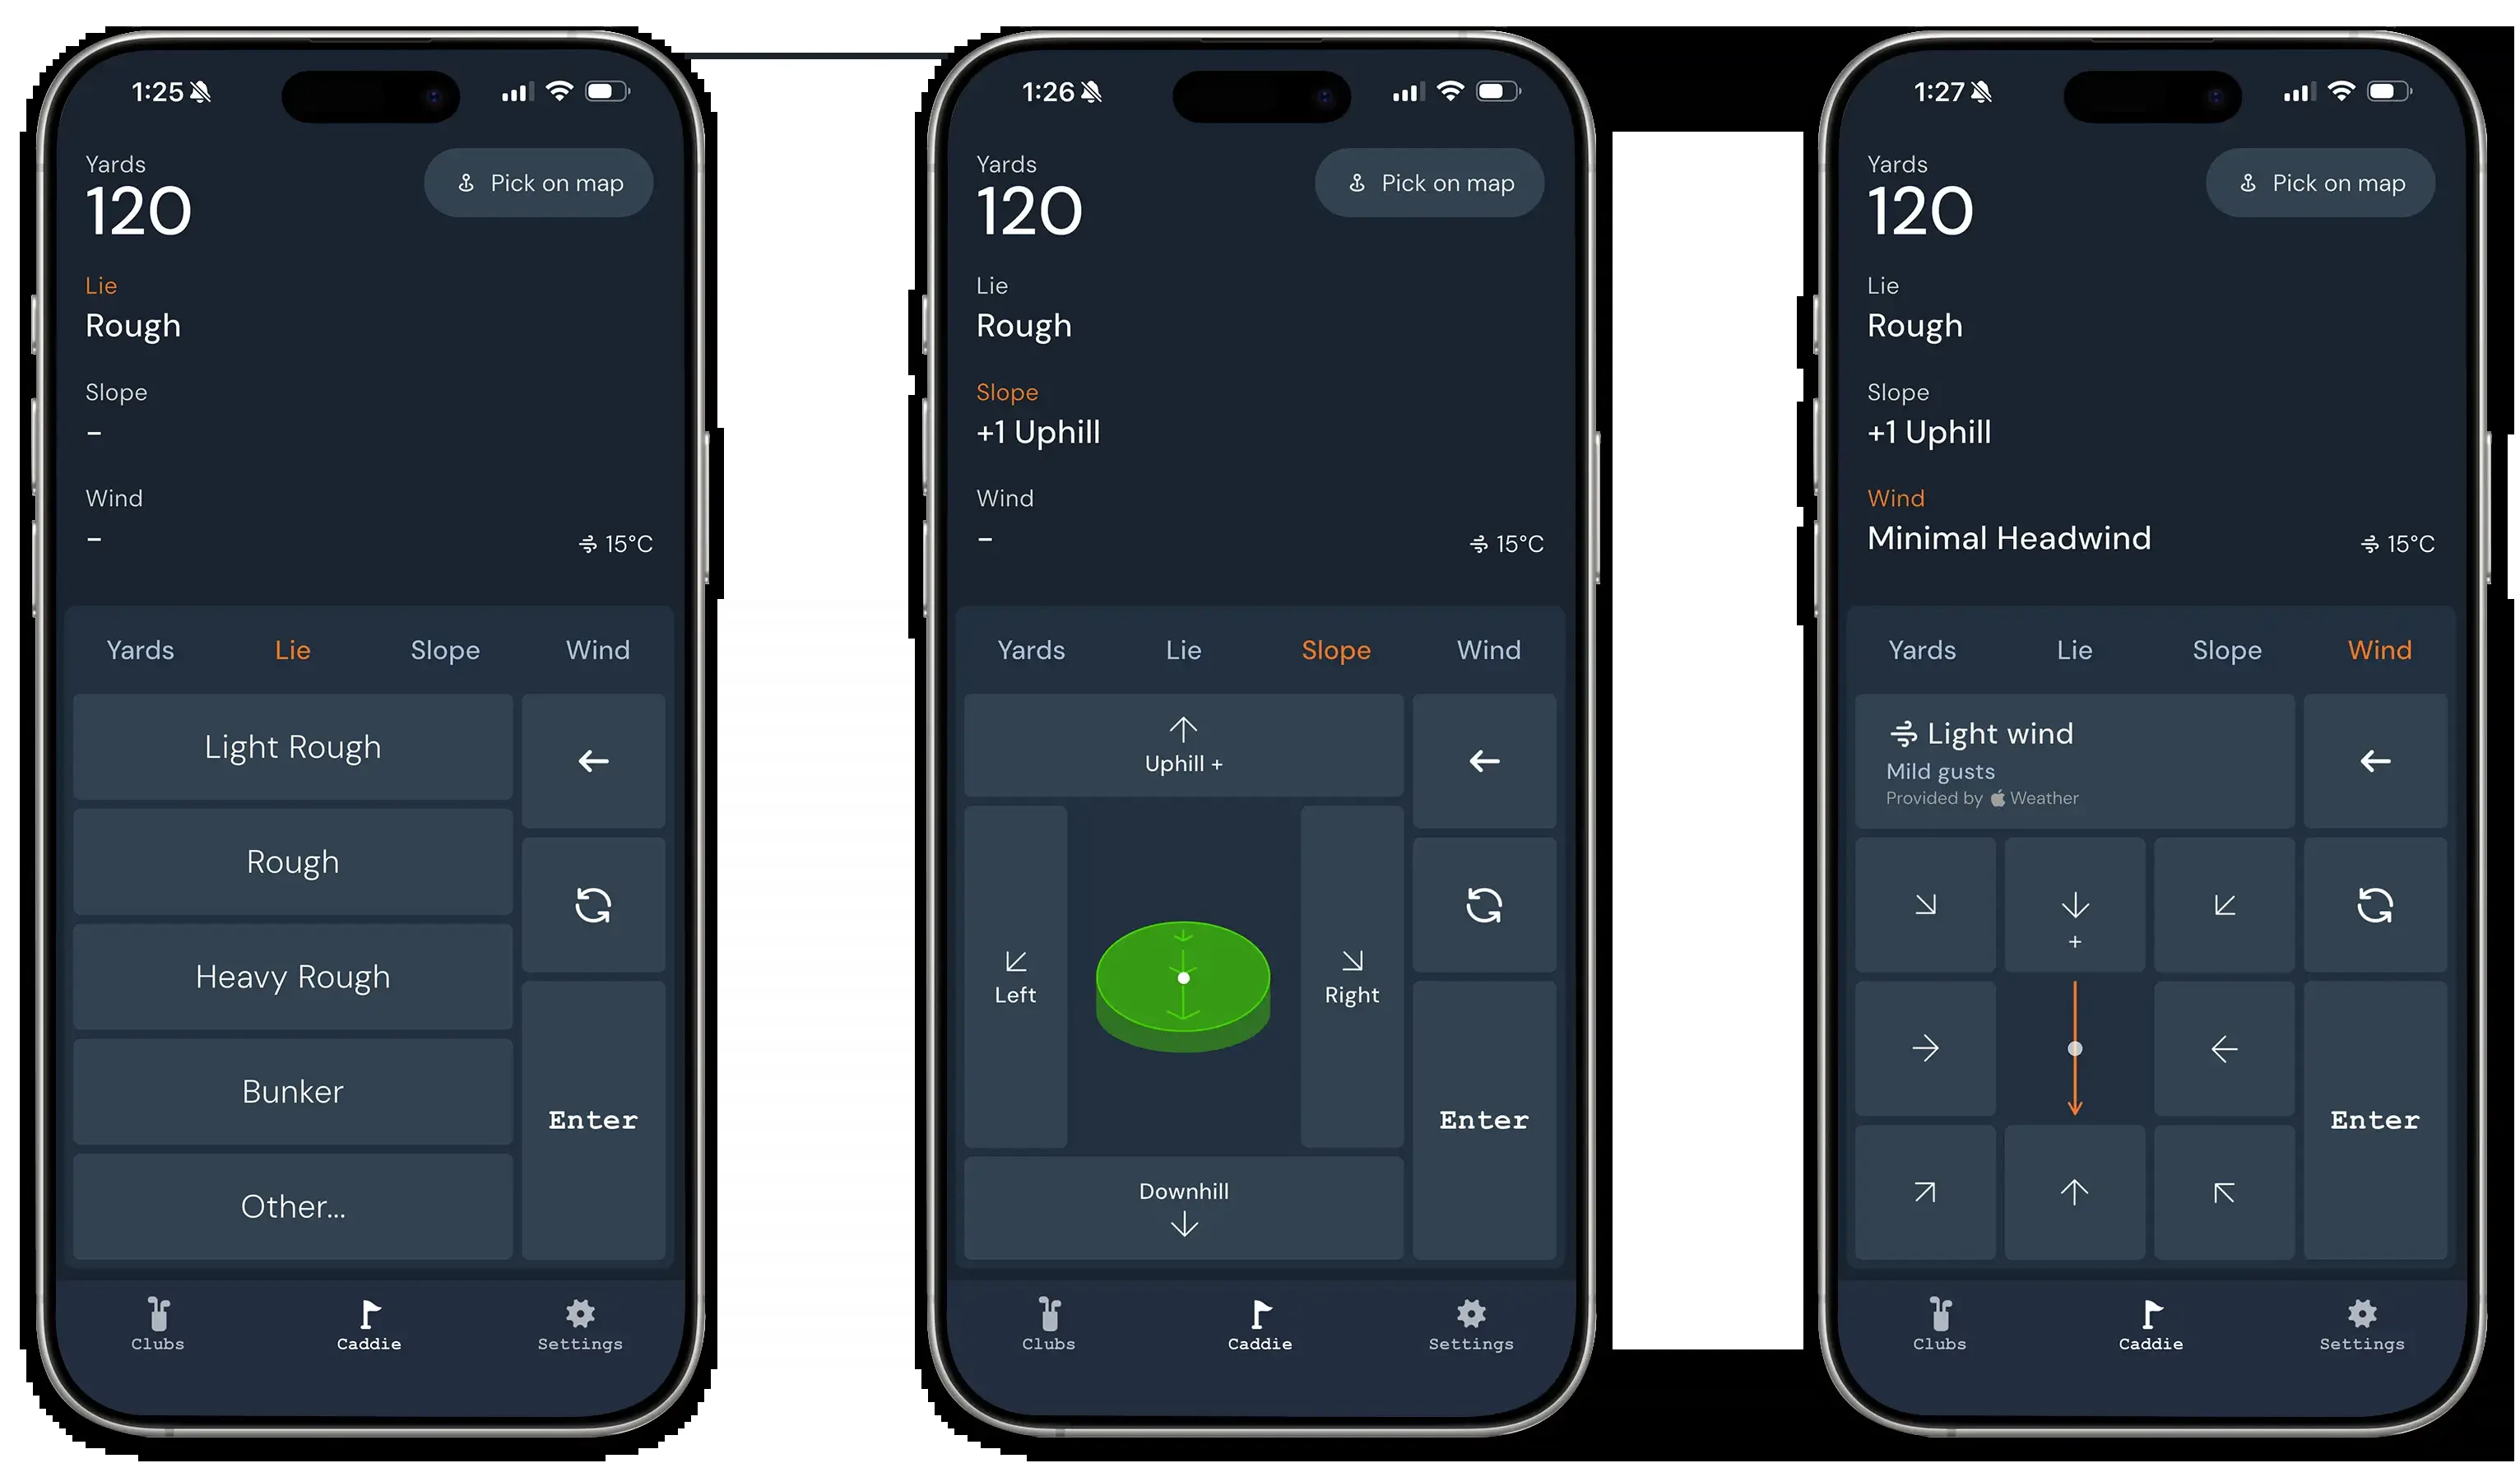 1:25
Yards
120
Pick on map
Lie
Rough
Slope
–
Wind
–
15°C
Yards Lie Slope Wind
Light Rough
Rough
Heavy Rough
Bunker
Other...
Enter
Clubs Caddie Settings
1:26
Yards
120
Pick on map
Lie
Rough
Slope
+1 Uphill
Wind
–
15°C
Yards Lie Slope Wind
Uphill +
Left
Right
Downhill
Enter
Clubs Caddie Settings
1:27
Yards
120
Pick on map
Lie
Rough
Slope
+1 Uphill
Wind
Minimal Headwind
15°C
Yards Lie Slope Wind
Light wind
Mild gusts
Provided by Weather
+
Enter
Clubs Caddie Settings